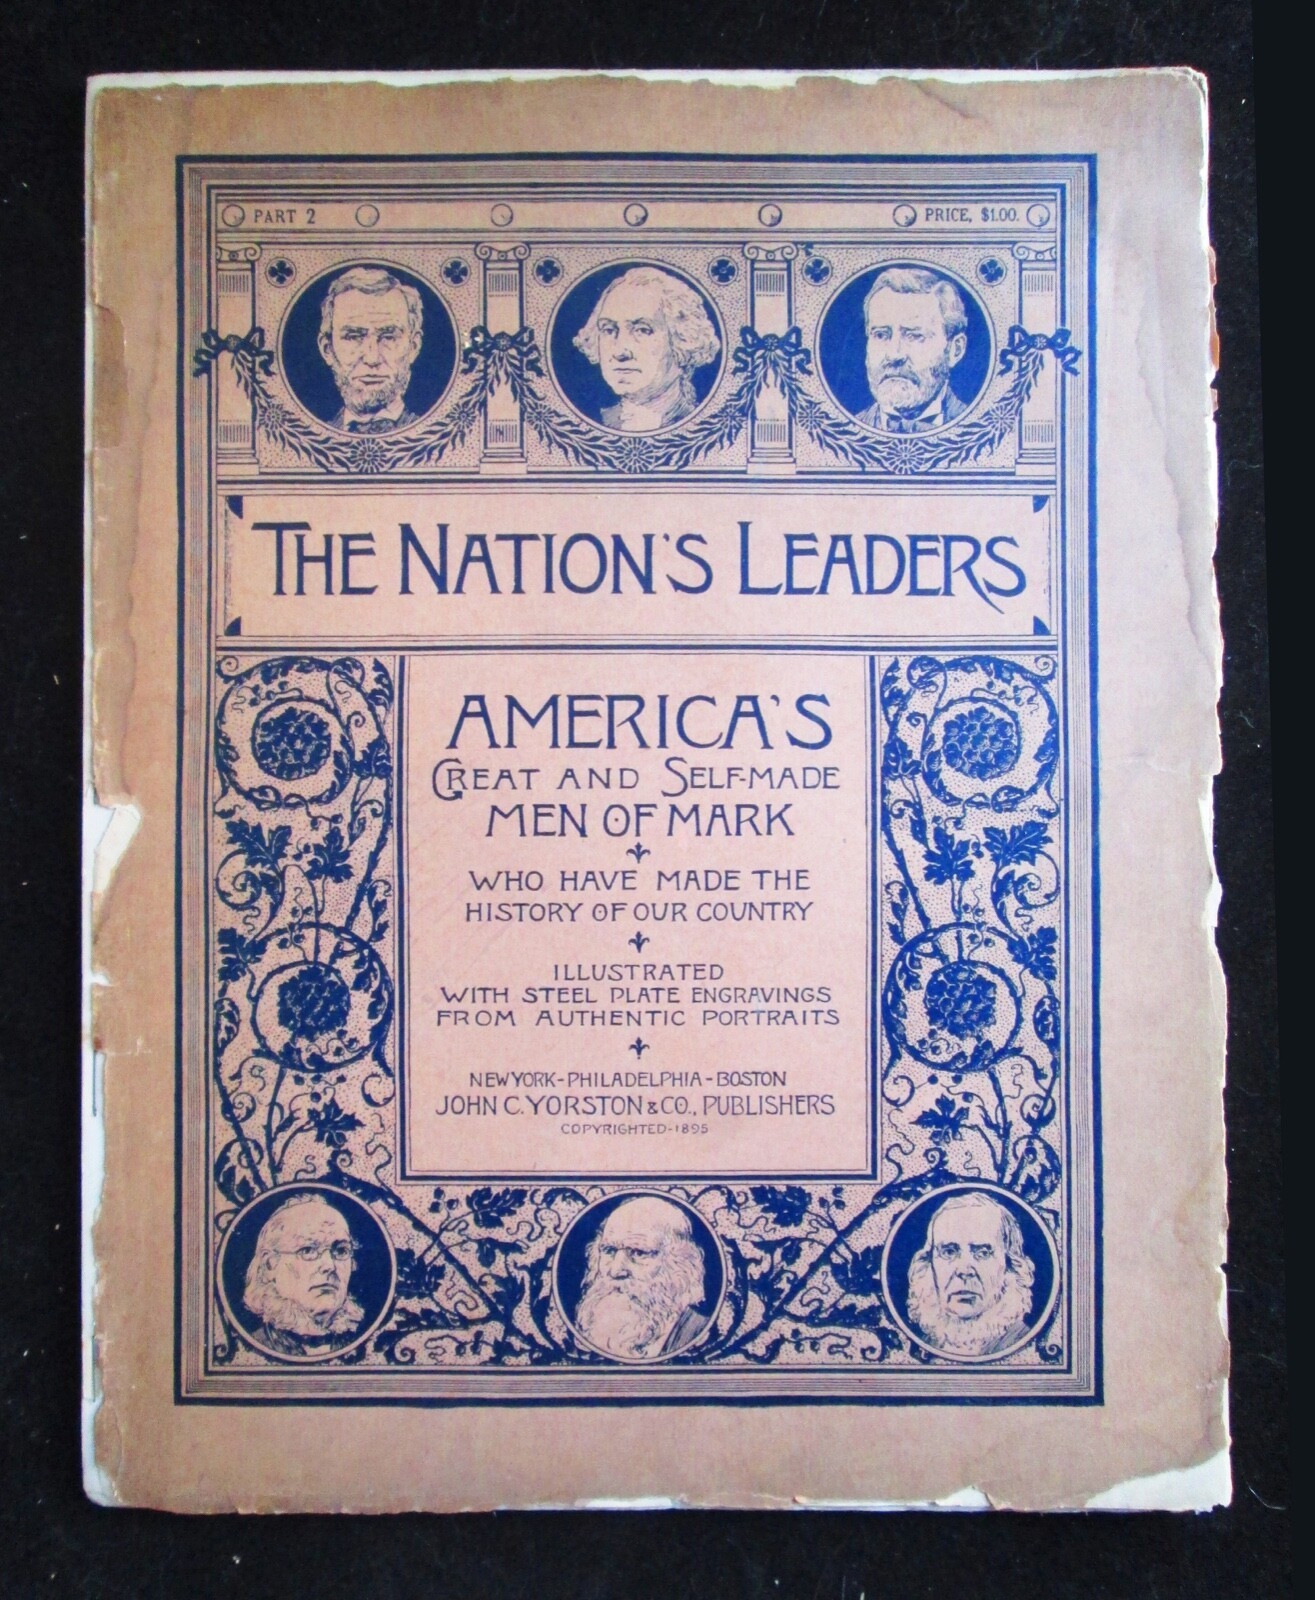 PART 2 PRICE, $1.00.
THE NATION'S LEADERS
AMERICA'S
GREAT AND SELF-MADE
MEN OF MARK
WHO HAVE MADE THE
HISTORY OF OUR COUNTRY
ILLUSTRATED
WITH STEEL PLATE ENGRAVINGS
FROM AUTHENTIC PORTRAITS
NEW YORK-PHILADELPHIA-BOSTON
JOHN C. YORSTON & CO., PUBLISHERS
COPYRIGHTED-1895